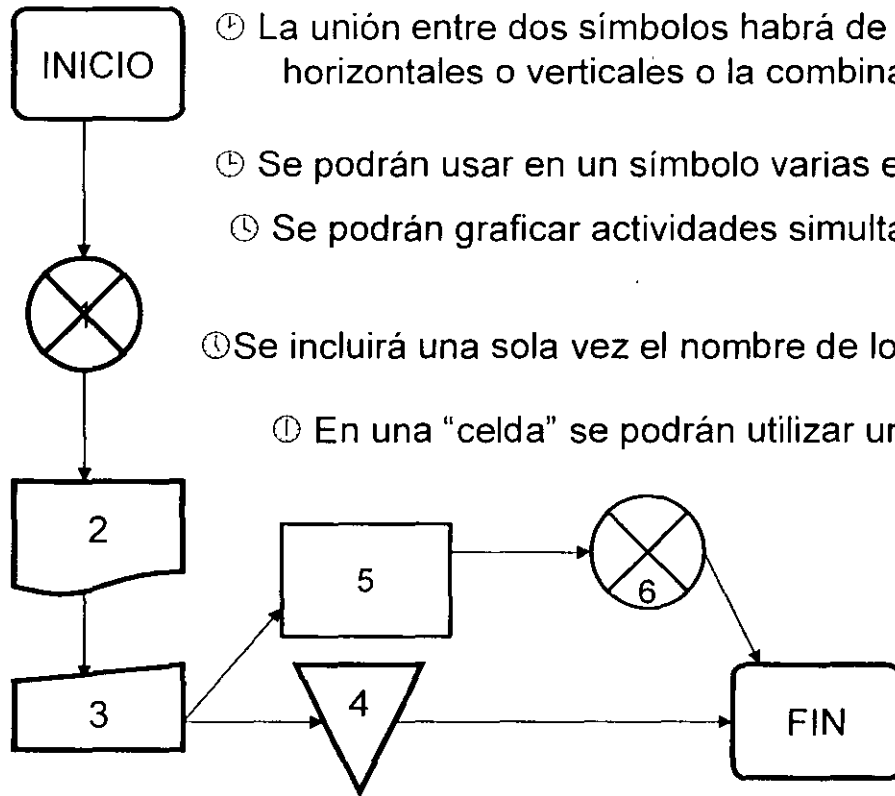 INICIO
La unión entre dos símbolos habrá de
horizontales o verticales o la combina
Se podrán usar en un símbolo varias e
Se podrán graficar actividades simulta
Se incluirá una sola vez el nombre de lo
En una “celda” se podrán utilizar un
1
2
5
6
3
4
FIN